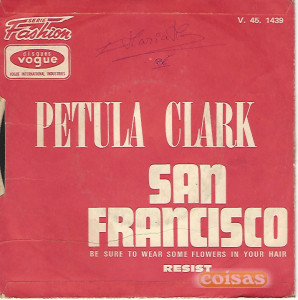 SERIE
Fashion
V. 45. 1439
disques
vogue
VOGUE INTERNATIONAL INDUSTRIES
PETULA CLARK
SAN
FRANCISCO
BE SURE TO WEAR SOME FLOWERS IN YOUR HAIR
RESIST
coisas